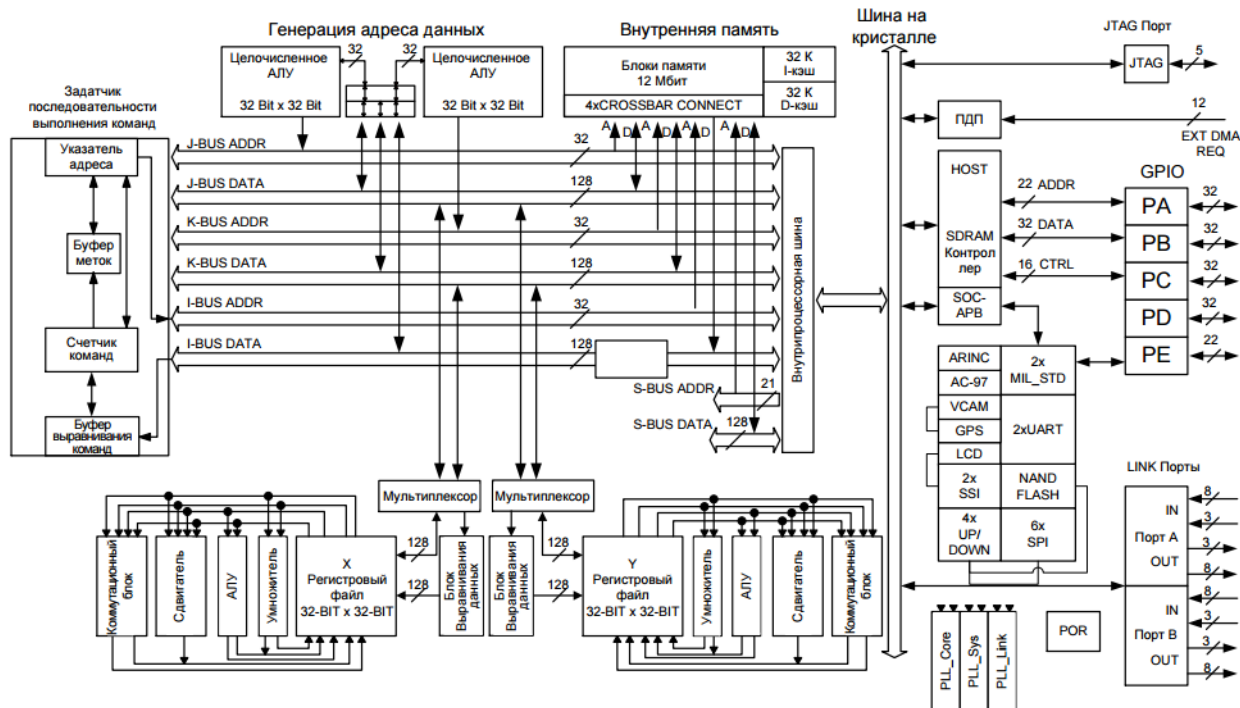 Генерация адреса данных
Внутренняя память
Шина на
кристалле
JTAG Порт
Целочисленное
АЛУ
32 Bit x 32 Bit
32
32
Целочисленное
АЛУ
32 Bit x 32 Bit
Блоки памяти
12 Мбит
4xCROSSBAR CONNECT
32 К
I-кэш
32 К
D-кэш
JTAG
5
Задатчик
последовательности
выполнения команд
Указатель
адреса
Буфер
меток
Счетчик
команд
Буфер
выравнивания
команд
A
D
A
D
A
D
A
D
J-BUS ADDR
32
J-BUS DATA
128
K-BUS ADDR
32
K-BUS DATA
128
I-BUS ADDR
32
I-BUS DATA
128
S-BUS ADDR
21
S-BUS DATA
128
Внутрипроцессорная шина
ПДП
12
EXT DMA
REQ
HOST
SDRAM
Контрол
лер
SOC-
APB
22 ADDR
32 DATA
16 CTRL
GPIO
PA
32
PB
32
PC
32
PD
32
PE
22
ARINC
AC-97
VCAM
GPS
LCD
2x
SSI
4x
UP/
DOWN
2x
MIL_STD
2xUART
NAND
FLASH
6x
SPI
LINK Порты
IN
Порт A
OUT
8
3
3
8
IN
Порт B
OUT
8
3
3
8
Мультиплексор
Мультиплексор
Коммутационный
блок
Сдвигатель
АЛУ
Умножитель
X
Регистровый
файл
32-BIT x 32-BIT
128
128
Блок
Выравнивания
данных
Блок
Выравнивания
данных
128
128
Y
Регистровый
файл
32-BIT x 32-BIT
Умножитель
АЛУ
Сдвигатель
Коммутационный
блок
PLL_Core
PLL_Sys
PLL_Link
POR